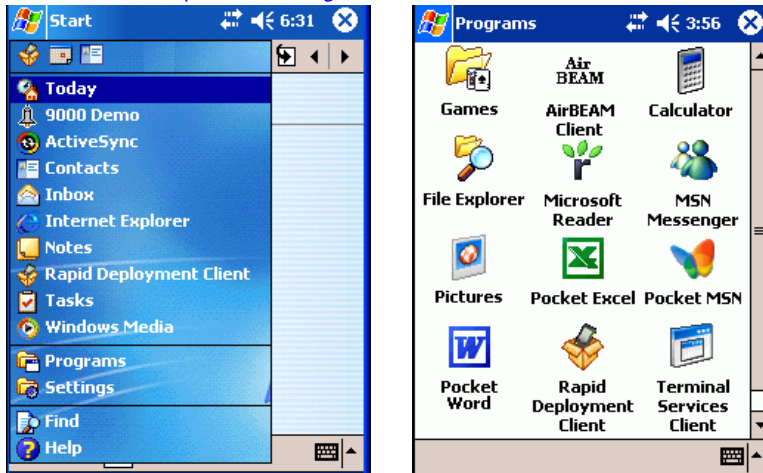 Start 6:31
Today
9000 Demo
ActiveSync
Contacts
Inbox
Internet Explorer
Notes
Rapid Deployment Client
Tasks
Windows Media
Programs
Settings
Find
Help
Programs 3:56
Air
BEAM
Games
AirBEAM
Client
Calculator
File Explorer
Microsoft
Reader
MSN
Messenger
Pictures
Pocket Excel
Pocket MSN
Pocket
Word
Rapid
Deployment
Client
Terminal
Services
Client